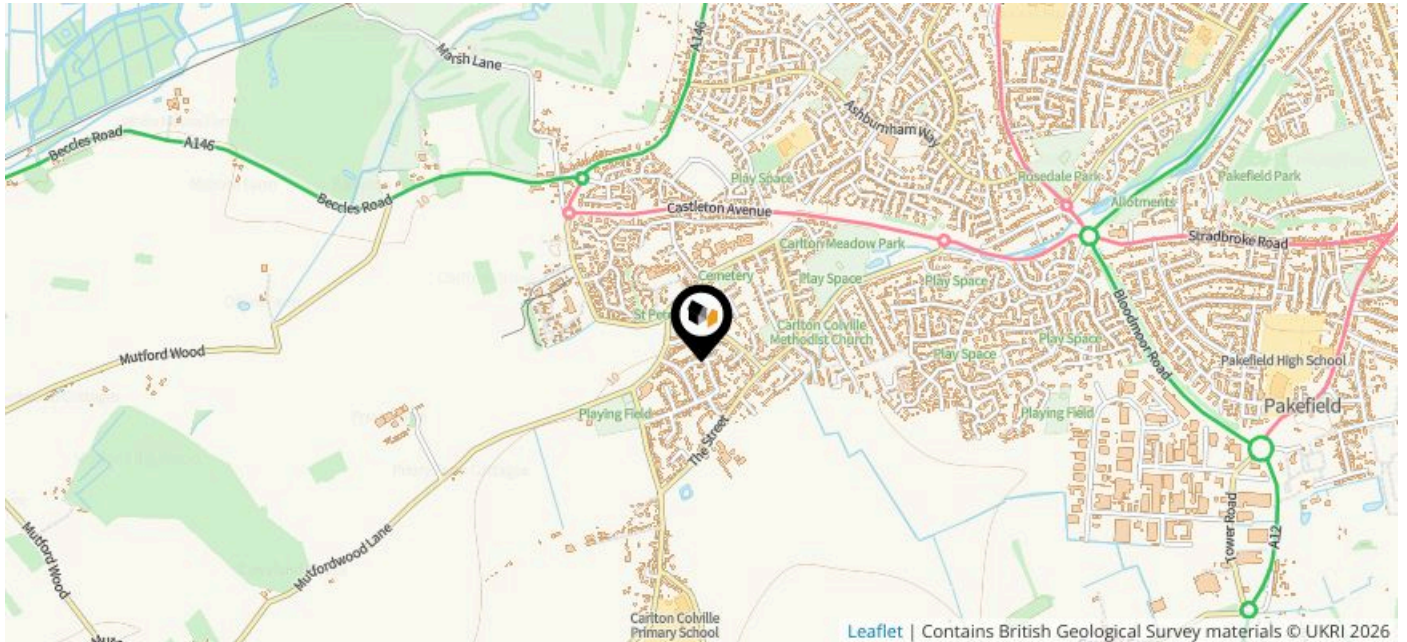 A146
Marsh Lane
Beccles Road
A146
Beccles Road
10
Ashburnham Way
Play Space
Rosedale Park
Pakefield Park
Allotments
Castleton Avenue
Carlton Meadow Park
Stradbroke Road
Cemetery
Play Space
Play Space
St Pete
Carlton Colville
Methodist Church
Play Space
Play Space
Bloodmoor Road
Mutford Wood
10
Pakefield High School
Playing Field
Playing Field
Pakefield
The Street
Mutfordwood Lane
Mutford Wood
Tower Road
A12
Carlton Colville
Primary School
Leaflet | Contains British Geological Survey materials © UKRI 2026